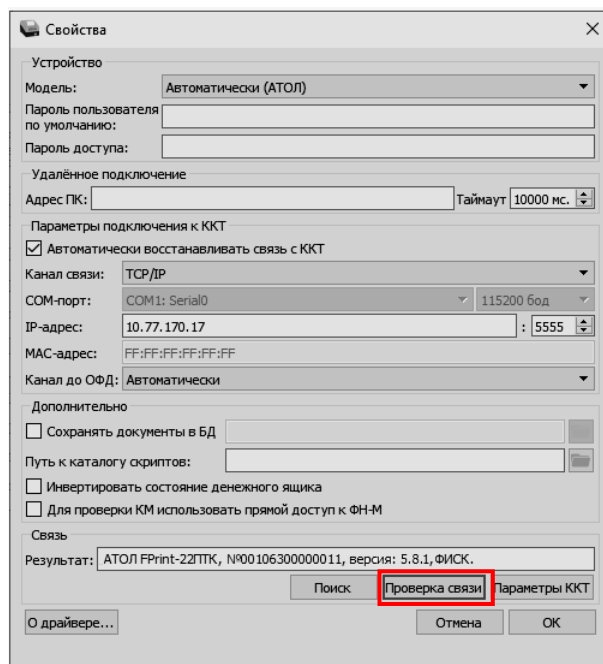 Свойства
Устройство
Модель: Автоматически (АТОЛ)
Пароль пользователя
по умолчанию:
Пароль доступа:
Удалённое подключение
Адрес ПК: Таймаут 10000 мс.
Параметры подключения к ККТ
Автоматически восстанавливать связь с ККТ
Канал связи: TCP/IP
COM-порт: COM1: Serial0 115200 бод
IP-адрес: 10.77.170.17 : 5555
MAC-адрес: FF:FF:FF:FF:FF:FF
Канал до ОФД: Автоматически
Дополнительно
Сохранять документы в БД
Путь к каталогу скриптов:
Инвертировать состояние денежного ящика
Для проверки КМ использовать прямой доступ к ФН-М
Связь
Результат: АТОЛ FPrint-22ПТК, №00106300000011, версия: 5.8.1,ФИСК.
Поиск Проверка связи Параметры ККТ
О драйвере... Отмена ОК